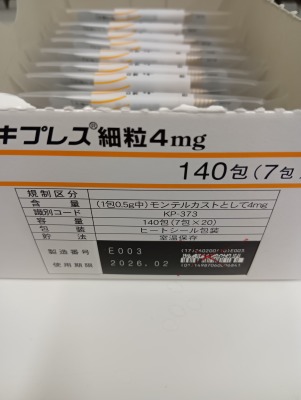 キプレス®細粒4mg
140包(7包
規制区分
含量 (1包0.5g中)モンテルカストとして4mg
識別コード KP-373
容量 140包(7包×20)
包装 ヒートシール包装
貯法 室温保存
製造番号 E003
使用期限 2026.02